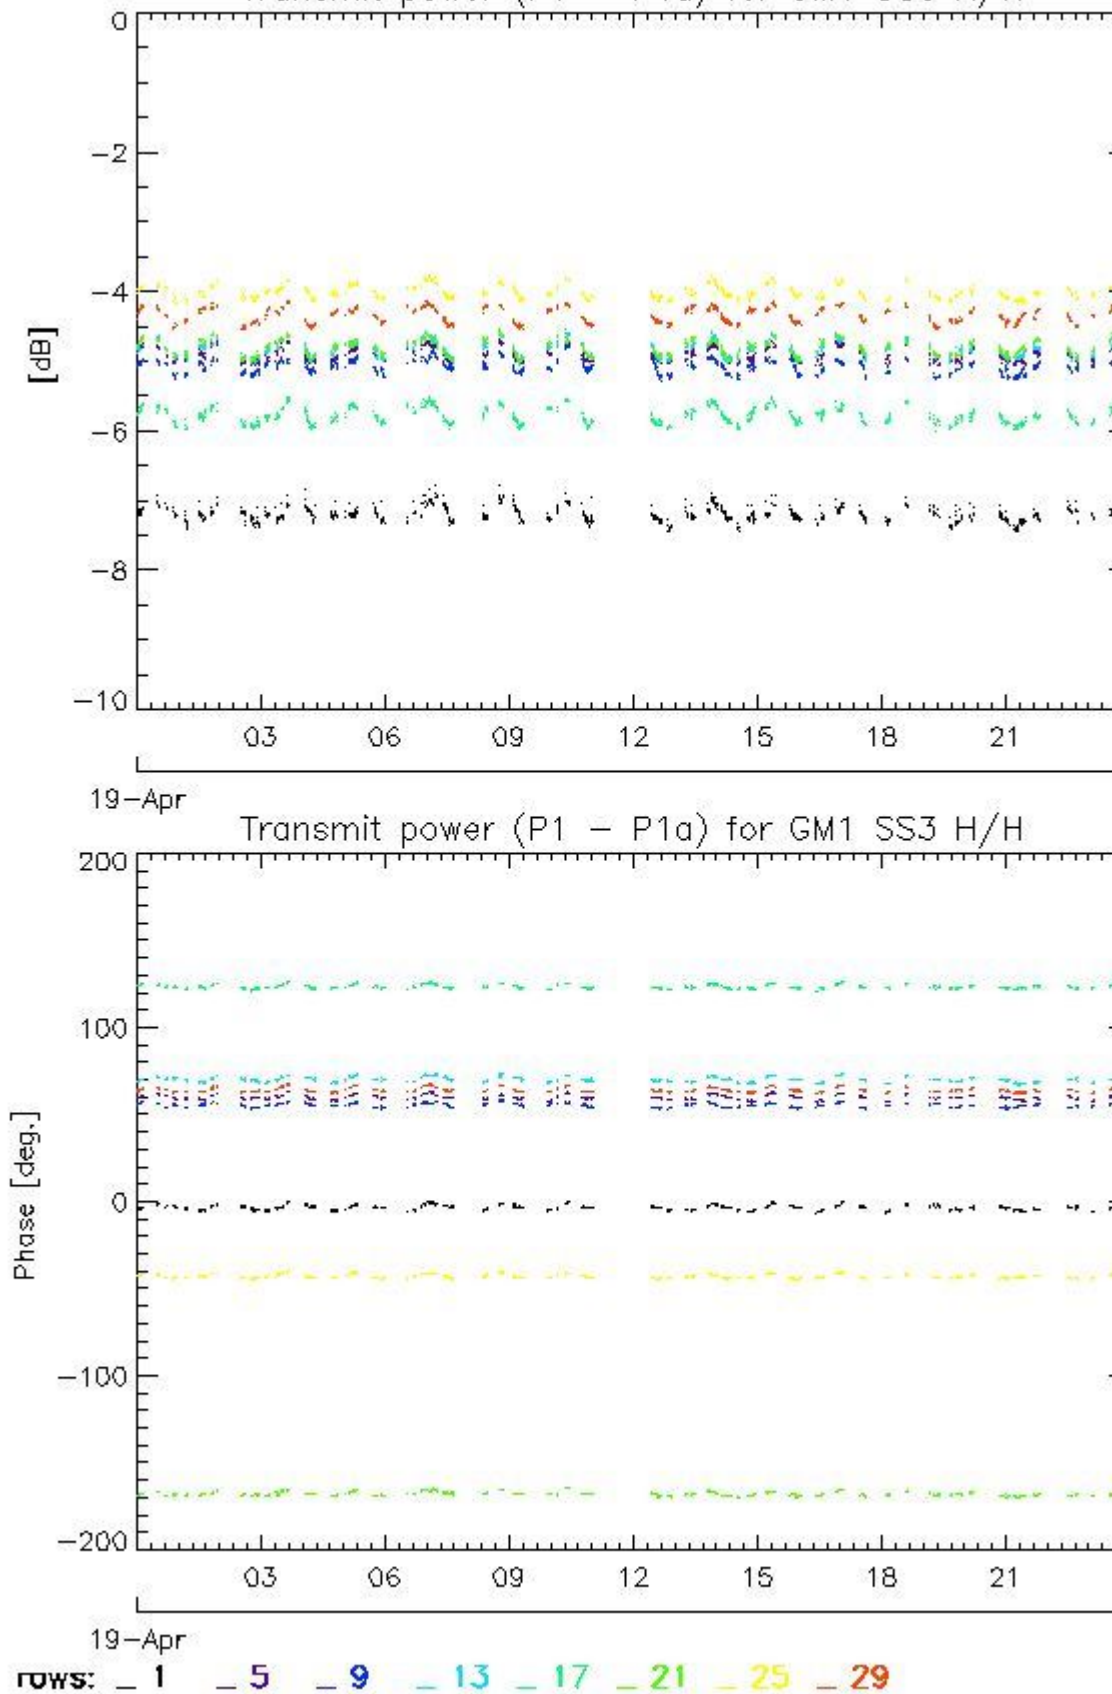 0
−2
−4
[dB]
−6
−8
−10
03 06 09 12 15 18 21
19−Apr
Transmit power (P1 − P1a) for GM1 SS3 H/H
200
100
Phase [deg.]
0
−100
−200
03 06 09 12 15 18 21
19−Apr
rows: _ 1 _ 5 _ 9 _ 13 _ 17 _ 21 _ 25 _ 29